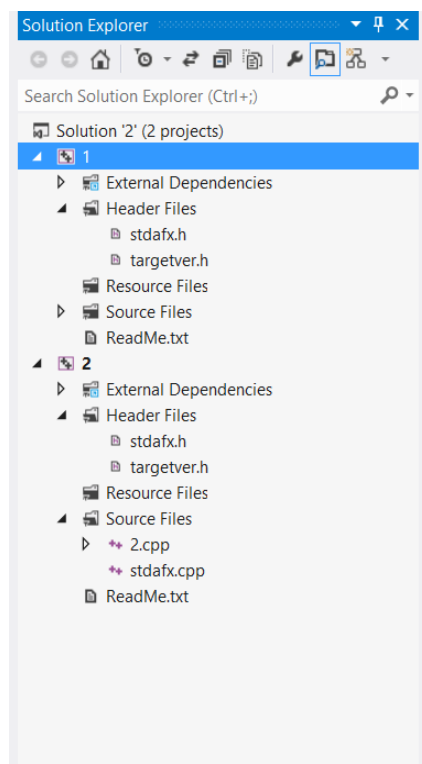 Solution Explorer
Search Solution Explorer (Ctrl+;)
Solution '2' (2 projects)
1
External Dependencies
Header Files
stdafx.h
targetver.h
Resource Files
Source Files
ReadMe.txt
2
External Dependencies
Header Files
stdafx.h
targetver.h
Resource Files
Source Files
2.cpp
stdafx.cpp
ReadMe.txt